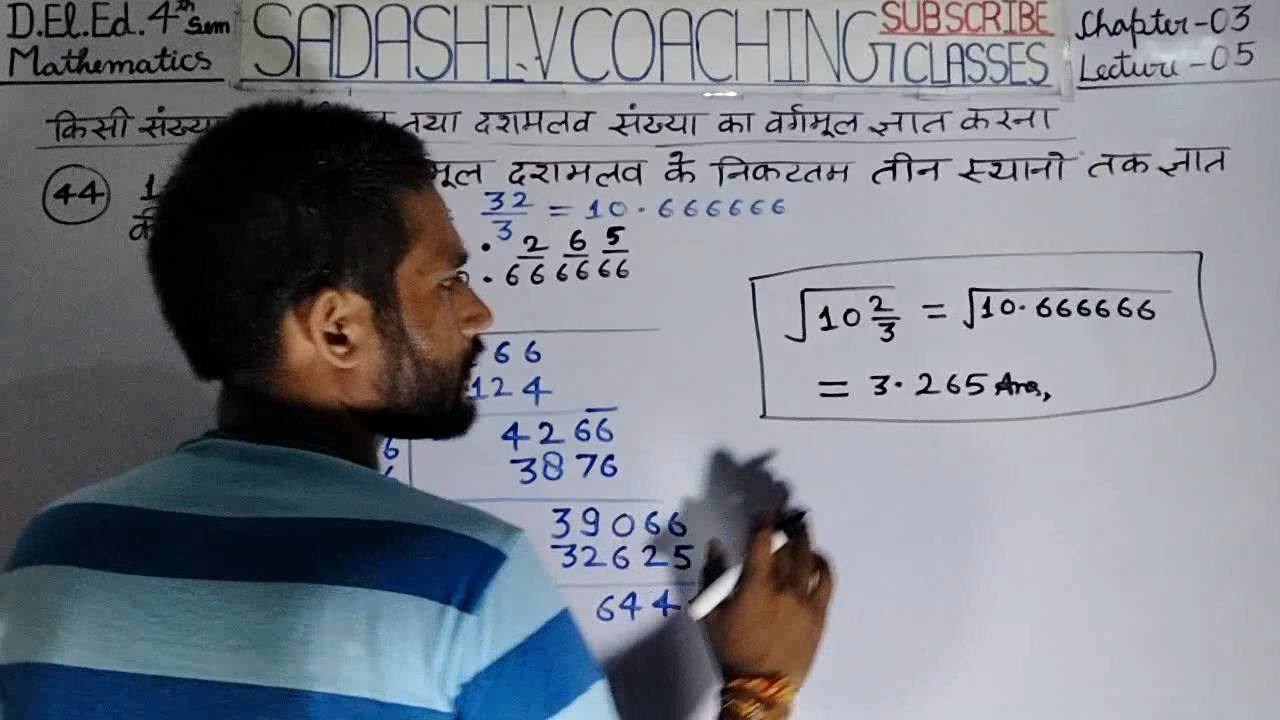 D.El.Ed. 4th Sem
Mathematics
SADASHIV COACHING CLASSES
SUBSCRIBE
Chapter-03
Lecture-05
किसी संख्या तथा दशमलव संख्या का वर्गमूल ज्ञात करना
44 दशमलव के निकटतम तीन स्थानो तक ज्ञात
32/3 = 10.666666
. 2 6 5
.66 66 66
66
124
4266
3876
39066
32625
644
√10 2/3 = √10.666666
= 3.265 Ans,